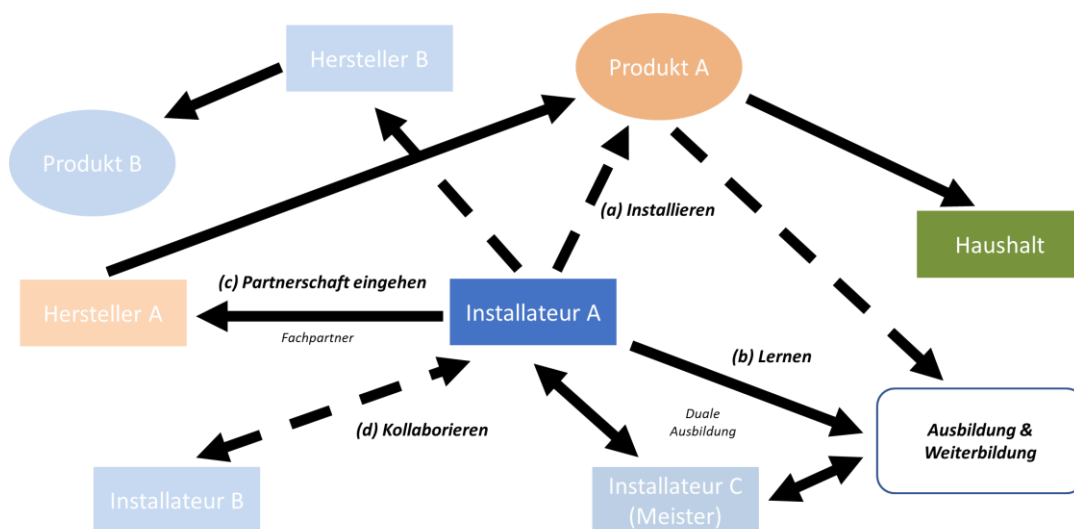 Hersteller B
Produkt A
Produkt B
(a) Installieren
Haushalt
(c) Partnerschaft eingehen
Hersteller A
Installateur A
Fachpartner
(b) Lernen
Duale
Ausbildung
(d) Kollaborieren
Ausbildung &
Weiterbildung
Installateur B
Installateur C
(Meister)